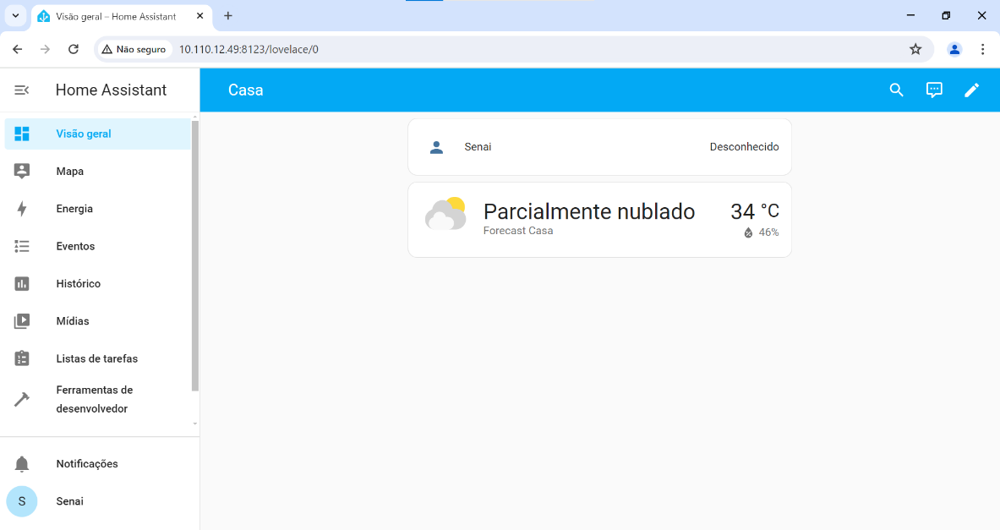 Visão geral – Home Assistant
Não seguro
10.110.12.49:8123/lovelace/0
Home Assistant
Casa
Visão geral
Mapa
Energia
Eventos
Histórico
Mídias
Listas de tarefas
Ferramentas de
desenvolvedor
Notificações
S
Senai
Senai
Desconhecido
Parcialmente nublado
34 °C
Forecast Casa
46%